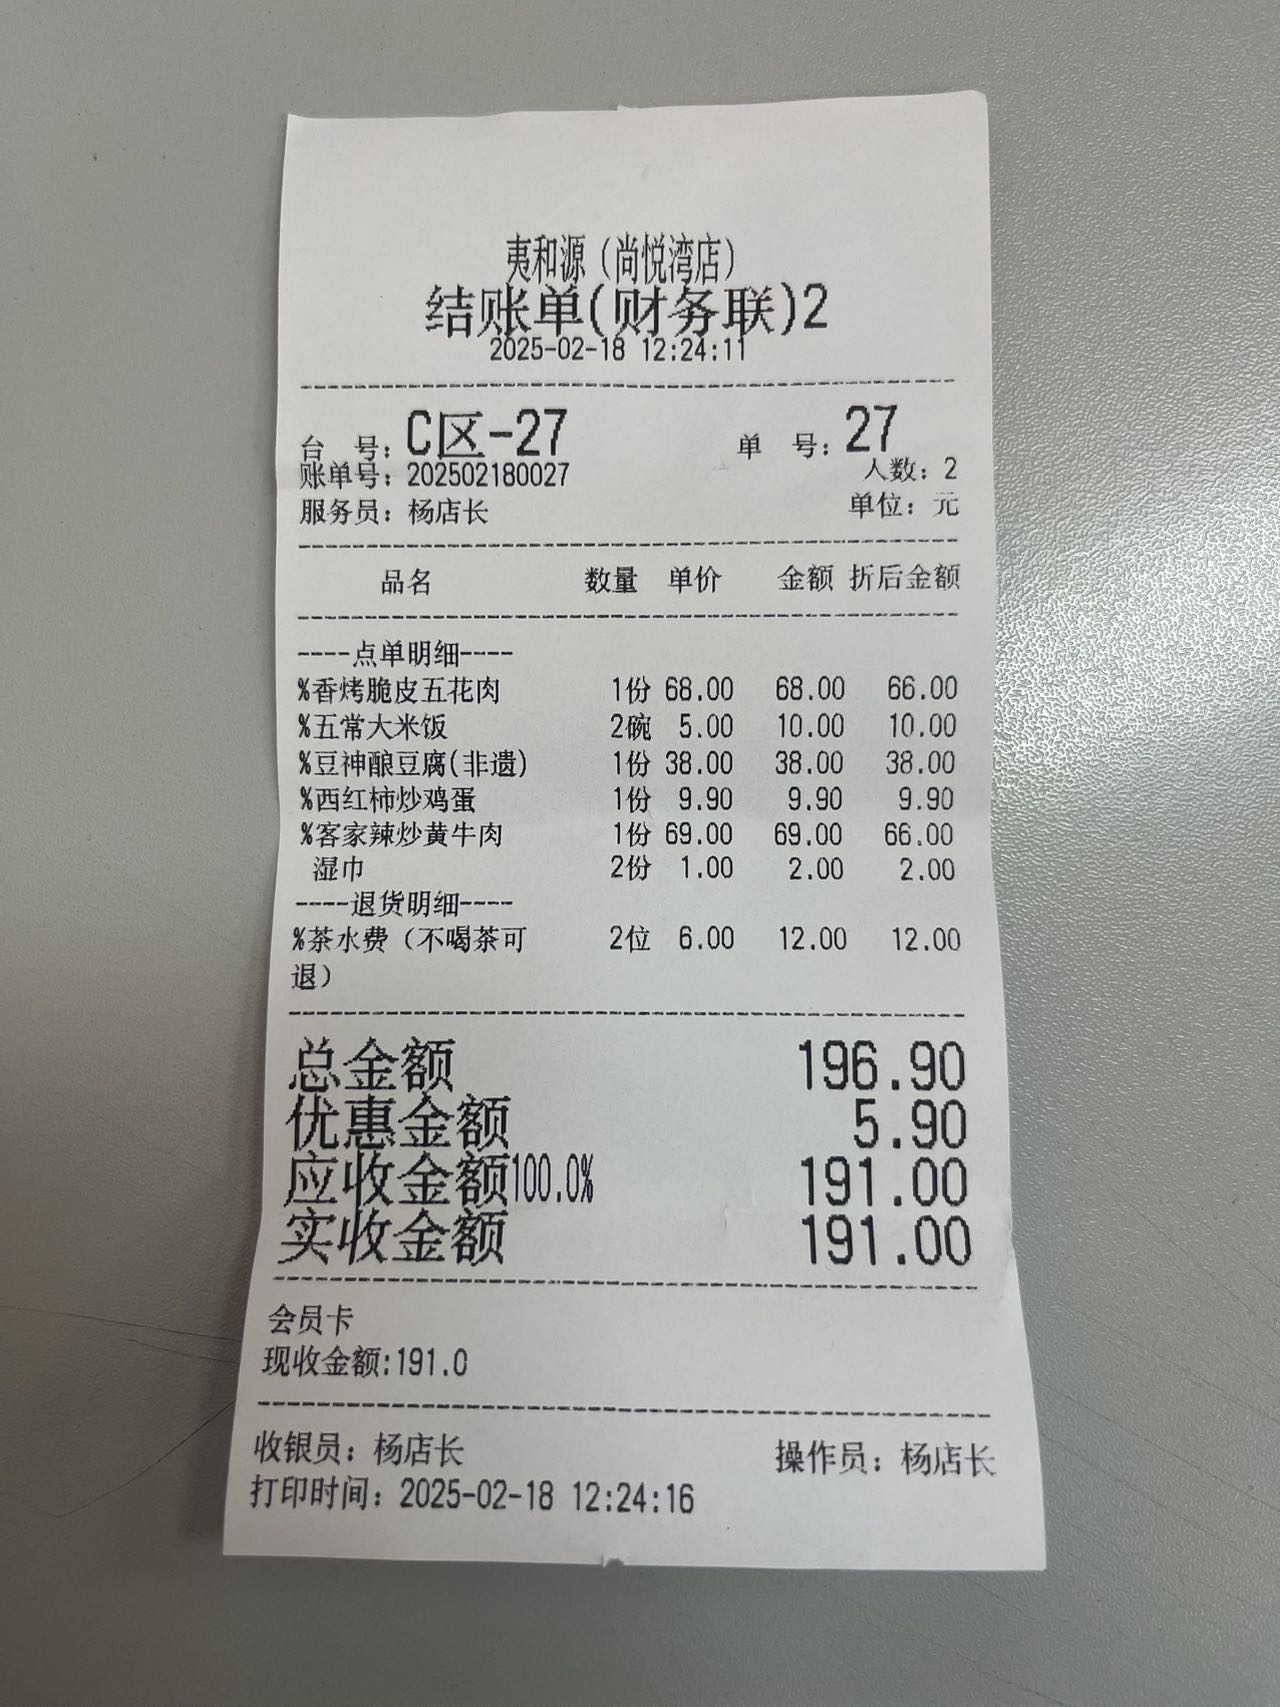 夷和源（尚悦湾店）
结账单(财务联)2
2025-02-18 12:24:11
台 号：C区-27 单 号：27
账单号：202502180027 人数：2
服务员：杨店长 单位：元
品名 数量 单价 金额 折后金额
----点单明细----
%香烤脆皮五花肉 1份 68.00 68.00 66.00
%五常大米饭 2碗 5.00 10.00 10.00
%豆神酿豆腐(非遗) 1份 38.00 38.00 38.00
%西红柿炒鸡蛋 1份 9.90 9.90 9.90
%客家辣炒黄牛肉 1份 69.00 69.00 66.00
湿巾 2份 1.00 2.00 2.00
----退货明细----
%茶水费（不喝茶可 2位 6.00 12.00 12.00
退）
总金额 196.90
优惠金额 5.90
应收金额100.0% 191.00
实收金额 191.00
会员卡
现收金额:191.0
收银员：杨店长 操作员：杨店长
打印时间：2025-02-18 12:24:16